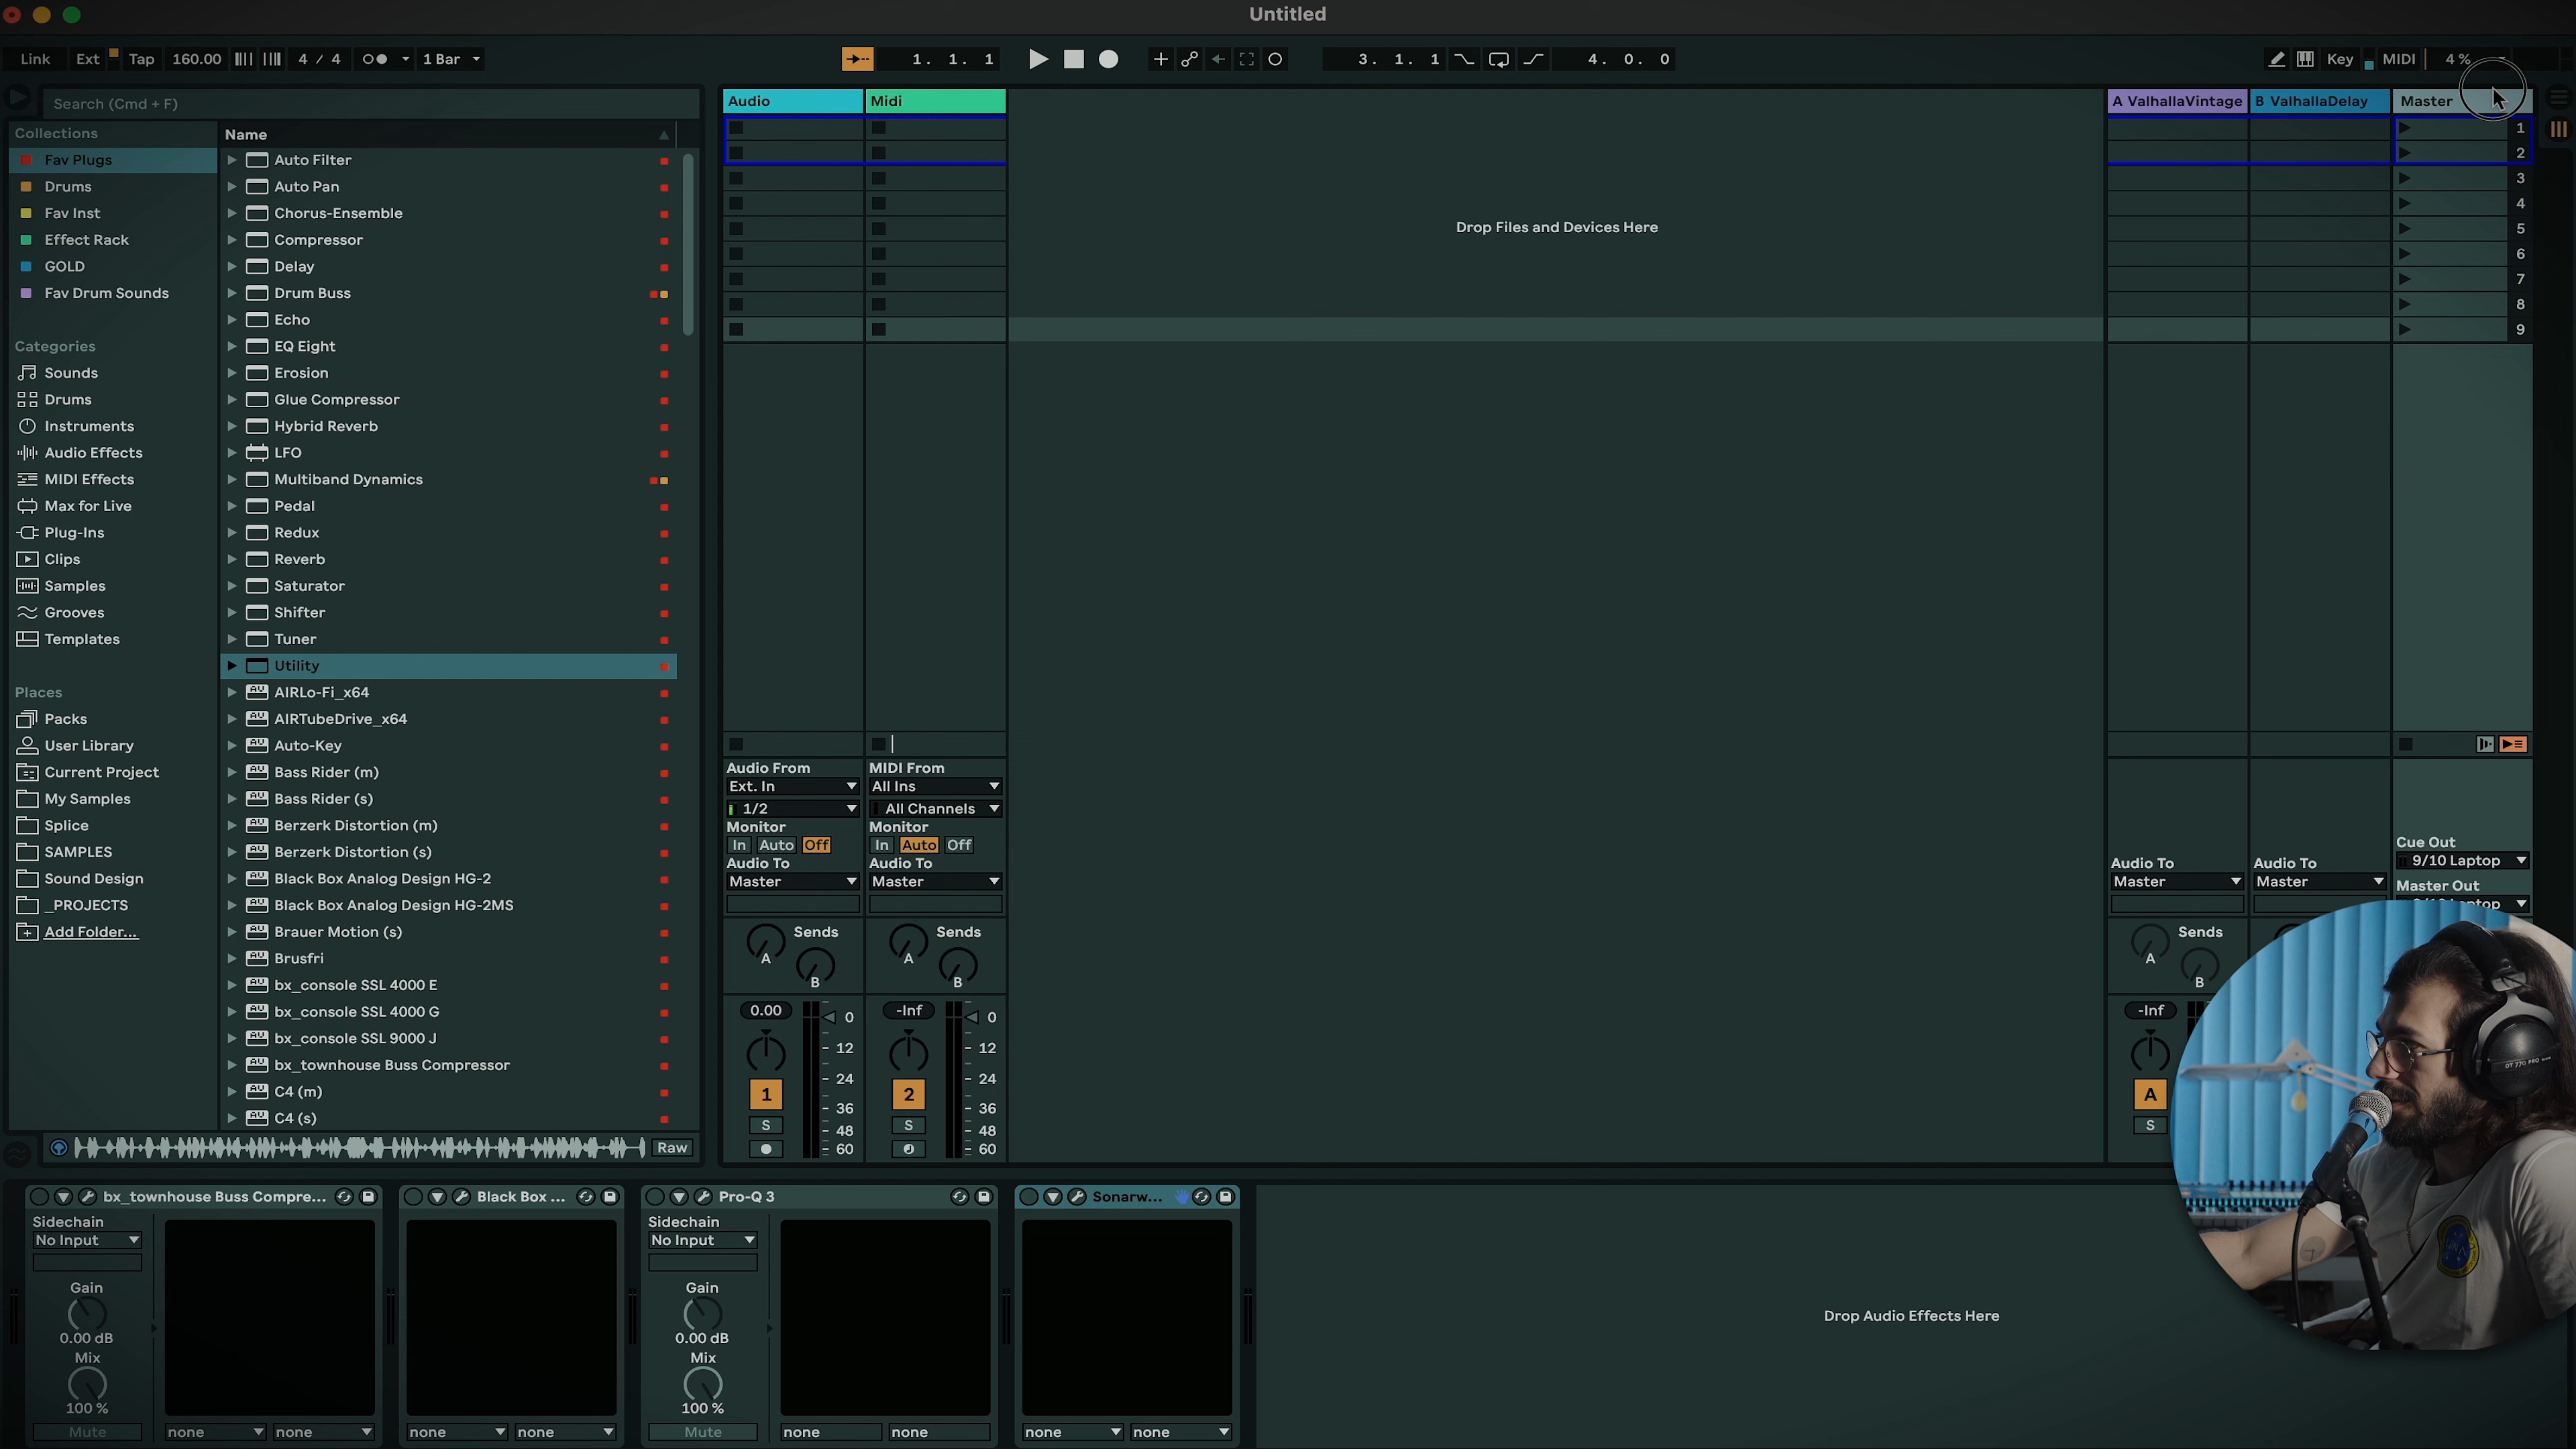 Untitled
Link Ext Tap 160.00 4 / 4 1 Bar 1. 1. 1 3. 1. 1 4. 0. 0 Key MIDI 4 %
Search (Cmd + F)
Collections
Fav Plugs
Drums
Fav Inst
Effect Rack
GOLD
Fav Drum Sounds
Categories
Sounds
Drums
Instruments
Audio Effects
MIDI Effects
Max for Live
Plug-Ins
Clips
Samples
Grooves
Templates
Places
Packs
User Library
Current Project
My Samples
Splice
SAMPLES
Sound Design
_PROJECTS
Add Folder...
Name
Auto Filter
Auto Pan
Chorus-Ensemble
Compressor
Delay
Drum Buss
Echo
EQ Eight
Erosion
Glue Compressor
Hybrid Reverb
LFO
Multiband Dynamics
Pedal
Redux
Reverb
Saturator
Shifter
Tuner
Utility
AIRLo-Fi_x64
AIRTubeDrive_x64
Auto-Key
Bass Rider (m)
Bass Rider (s)
Berzerk Distortion (m)
Berzerk Distortion (s)
Black Box Analog Design HG-2
Black Box Analog Design HG-2MS
Brauer Motion (s)
Brusfri
bx_console SSL 4000 E
bx_console SSL 4000 G
bx_console SSL 9000 J
bx_townhouse Buss Compressor
C4 (m)
C4 (s)
Raw
Audio Midi
Drop Files and Devices Here
A ValhallaVintage B ValhallaDelay Master
1
2
3
4
5
6
7
8
9
Audio From
Ext. In
1/2
Monitor
In Auto Off
Audio To
Master
Sends
A
B
0.00
0
12
24
36
48
60
1
S
MIDI From
All Ins
All Channels
Monitor
In Auto Off
Audio To
Master
Sends
A
B
-Inf
0
12
24
36
48
60
2
S
Audio To
Master
Sends
A
B
-Inf
A
S
Audio To
Master
Cue Out
9/10 Laptop
Master Out
DT 770 PRO
bx_townhouse Buss Compre...
Sidechain
No Input
Gain
0.00 dB
Mix
100 %
Mute
none none
Black Box ...
none none
Pro-Q 3
Sidechain
No Input
Gain
0.00 dB
Mix
100 %
Mute
none none
Sonarw...
none none
Drop Audio Effects Here